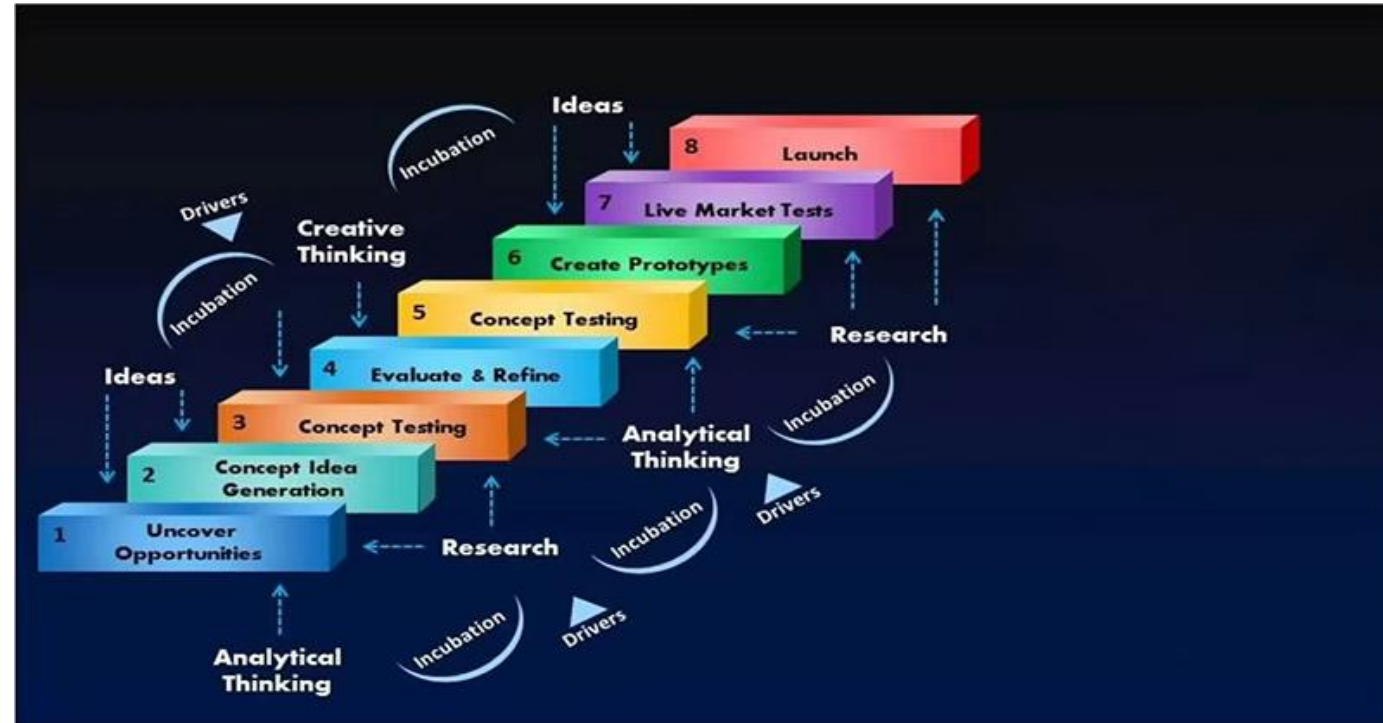 Ideas
8
Launch
Incubation
7
Live Market Tests
Drivers
Creative
Thinking
6
Create Prototypes
Incubation
5
Concept Testing
Research
Ideas
4
Evaluate & Refine
Incubation
3
Concept Testing
Analytical
Thinking
2
Concept Idea
Generation
Drivers
Incubation
1
Uncover
Opportunities
Research
Drivers
Incubation
Analytical
Thinking